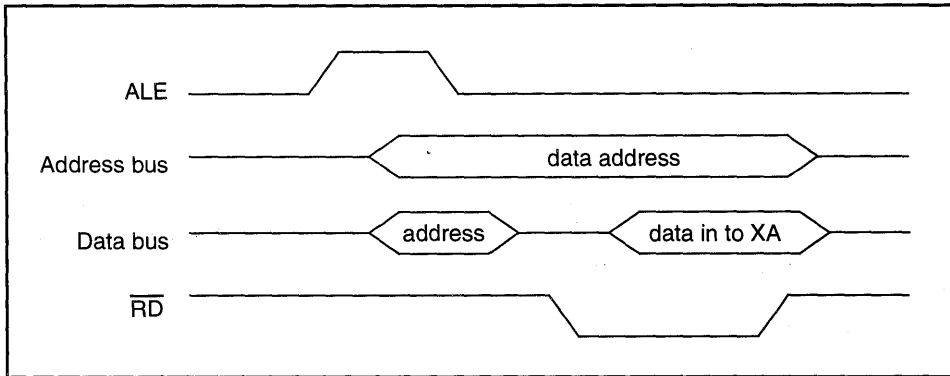 ALE
Address bus
data address
Data bus
address
data in to XA
RD